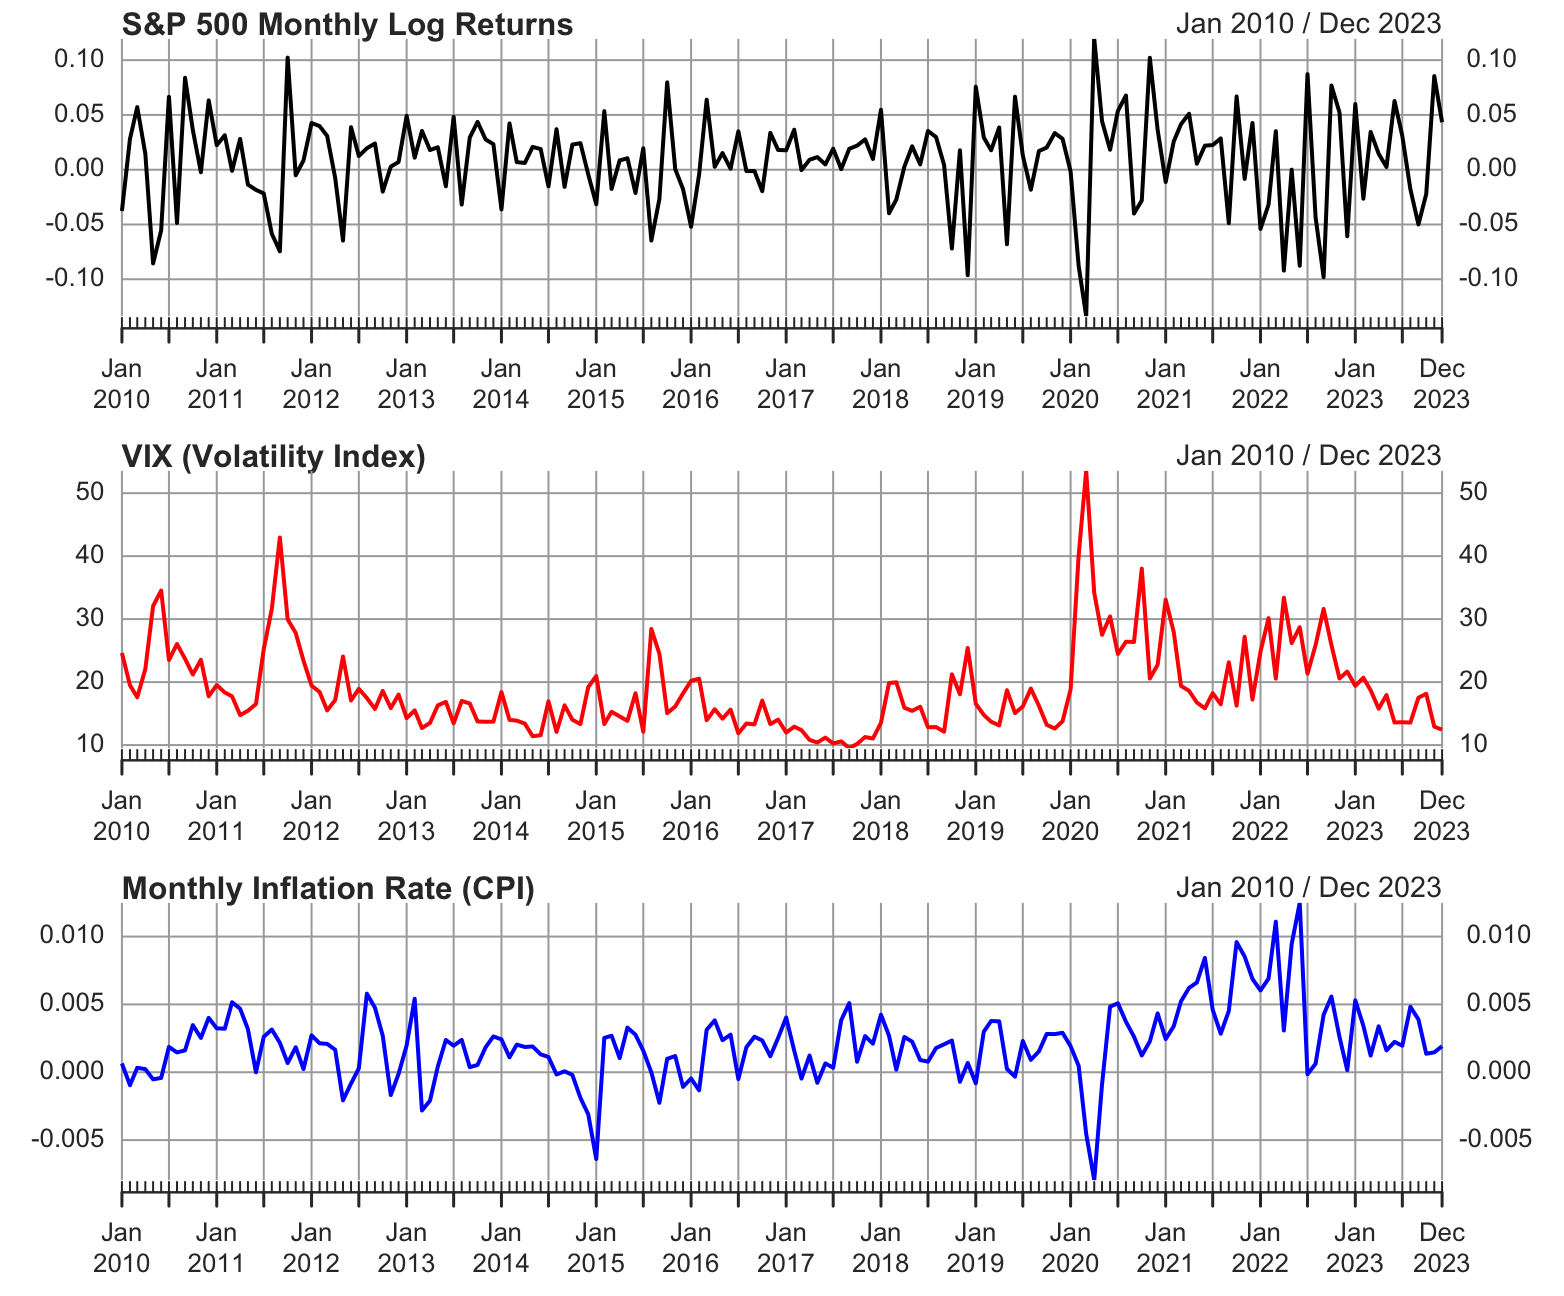 S&P 500 Monthly Log Returns Jan 2010 / Dec 2023
0.10 0.10
0.05 0.05
0.00 0.00
-0.05 -0.05
-0.10 -0.10
Jan Jan Jan Jan Jan Jan Jan Jan Jan Jan Jan Jan Jan Jan Dec
2010 2011 2012 2013 2014 2015 2016 2017 2018 2019 2020 2021 2022 2023 2023
VIX (Volatility Index) Jan 2010 / Dec 2023
50 50
40 40
30 30
20 20
10 10
Jan Jan Jan Jan Jan Jan Jan Jan Jan Jan Jan Jan Jan Jan Dec
2010 2011 2012 2013 2014 2015 2016 2017 2018 2019 2020 2021 2022 2023 2023
Monthly Inflation Rate (CPI) Jan 2010 / Dec 2023
0.010 0.010
0.005 0.005
0.000 0.000
-0.005 -0.005
Jan Jan Jan Jan Jan Jan Jan Jan Jan Jan Jan Jan Jan Jan Dec
2010 2011 2012 2013 2014 2015 2016 2017 2018 2019 2020 2021 2022 2023 2023